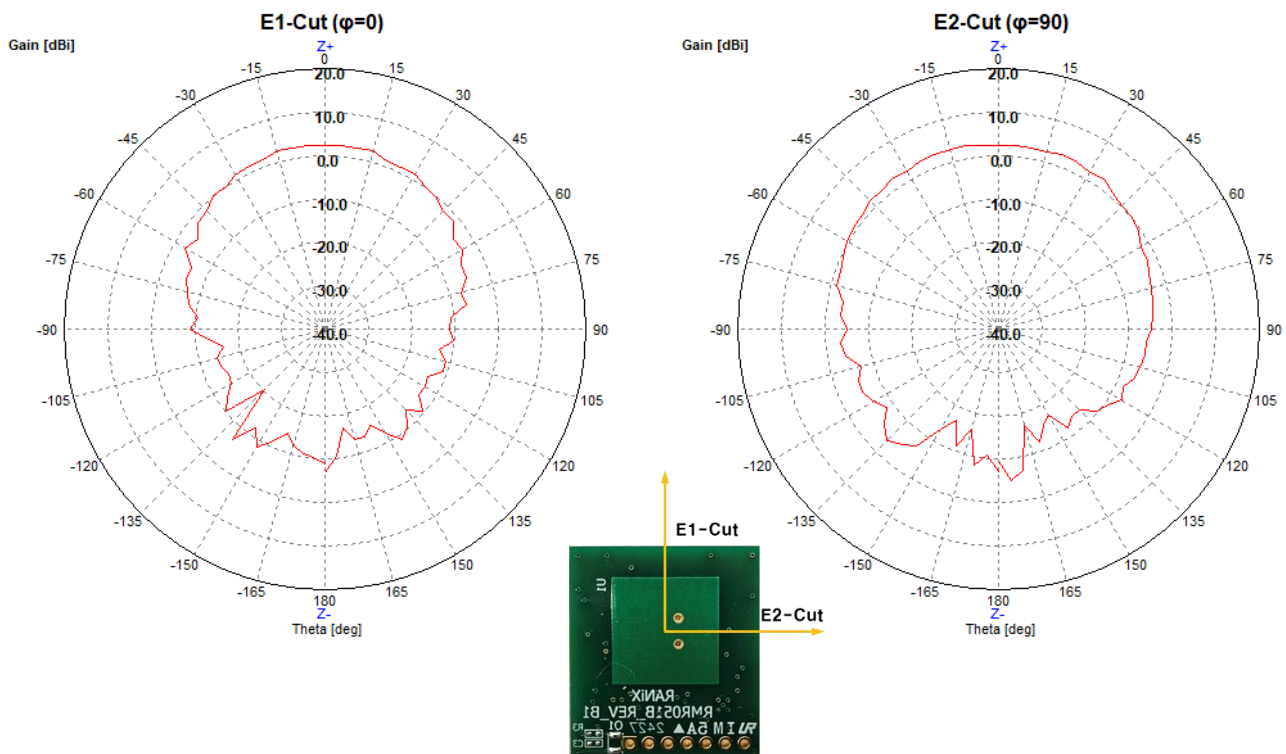 E1-Cut (φ=0)
Gain [dBi]
Z+
0
-15 15
-30 30
-45 45
-60 60
-75 75
-90 90
-105 105
-120 120
-135 135
-150 150
-165 165
180
Z-
Theta [deg]
20.0
10.0
0.0
-10.0
-20.0
-30.0
-40.0
E2-Cut (φ=90)
Gain [dBi]
Z+
0
-15 15
-30 30
-45 45
-60 60
-75 75
-90 90
-105 105
-120 120
-135 135
-150 150
-165 165
180
Z-
Theta [deg]
20.0
10.0
0.0
-10.0
-20.0
-30.0
-40.0
E1-Cut
E2-Cut
U1
RANiX
RMR051B_REV_B1
R3 Q1 2427 ▲ 5A I M
C3